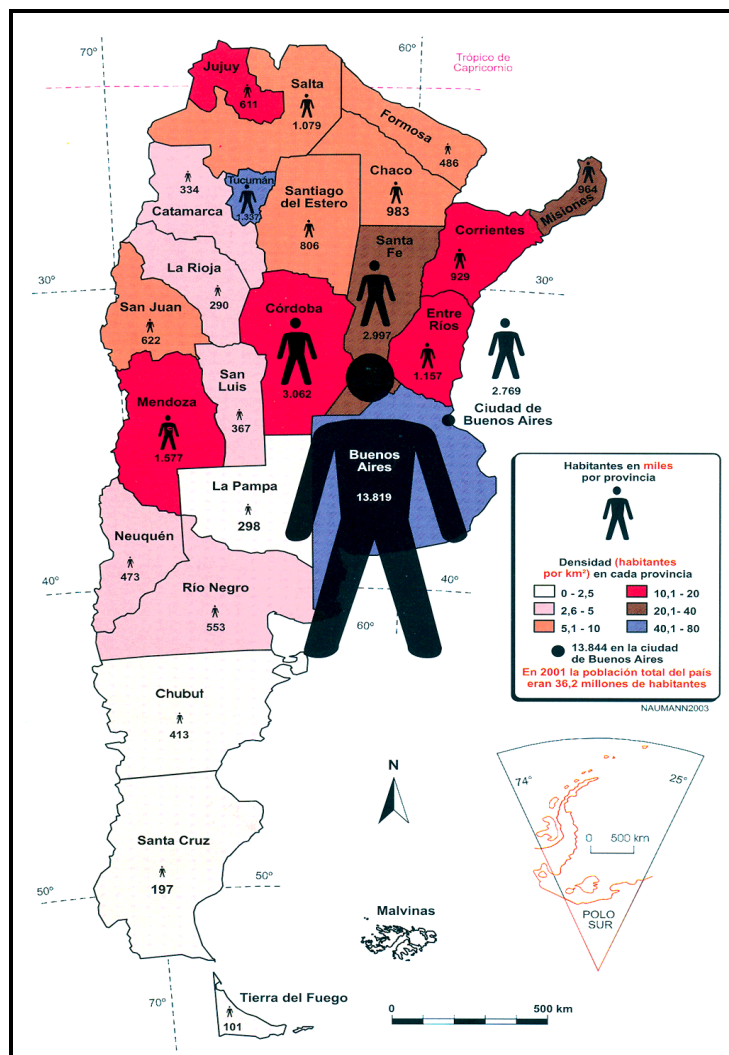 70º
60º
Trópico de
Capricornio
Jujuy
611
Salta
1.079
Formosa
486
334
Catamarca
Tucumán
1.337
Santiago
del Estero
806
Chaco
983
964
Misiones
Corrientes
929
Santa
Fe
2.997
La Rioja
290
30º
30º
San Juan
622
Córdoba
3.062
Entre
Ríos
1.157
2.769
Ciudad de
Buenos Aires
San
Luis
367
Mendoza
1.577
Buenos
Aires
13.819
La Pampa
298
Neuquén
473
Río Negro
553
40º
40º
60º
Habitantes en miles
por provincia
Densidad (habitantes
por km²) en cada provincia
0 - 2,5
10,1 - 20
2,6 - 5
20,1 - 40
5,1 - 10
40,1 - 80
13.844 en la ciudad
de Buenos Aires
En 2001 la población total del país
eran 36,2 millones de habitantes
NAUMANN2003
Chubut
413
N
74º
25º
0 500 km
POLO
SUR
Santa Cruz
197
50º
50º
Malvinas
70º
Tierra del Fuego
101
0 500 km